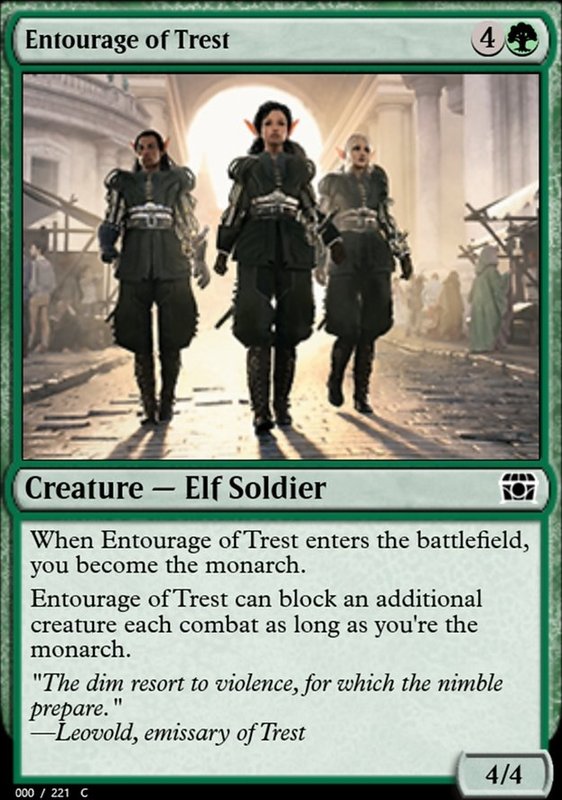 Entourage of Trest 4
Creature — Elf Soldier
When Entourage of Trest enters the battlefield,
you become the monarch.
Entourage of Trest can block an additional
creature each combat as long as you're the
monarch.
"The dim resort to violence, for which the nimble
prepare."
—Leovold, emissary of Trest
4/4
000 / 221 C